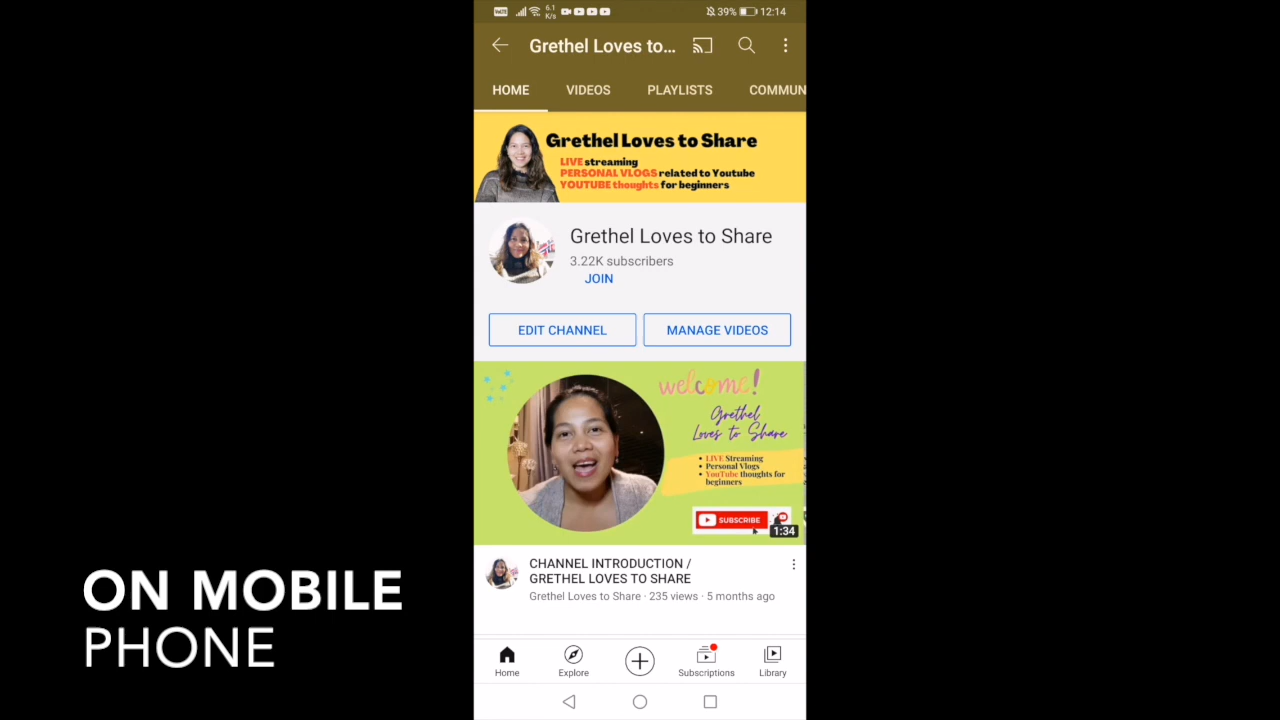 VoLTE 6.1 K/s 39% 12:14
Grethel Loves to...
HOME VIDEOS PLAYLISTS COMMUN
Grethel Loves to Share
LIVE streaming
PERSONAL VLOGS related to Youtube
YOUTUBE thoughts for beginners
Grethel Loves to Share
3.22K subscribers
JOIN
EDIT CHANNEL MANAGE VIDEOS
welcome!
Grethel
Loves to Share
• LIVE Streaming
• Personal Vlogs
• YouTube thoughts for
beginners
SUBSCRIBE
1:34
CHANNEL INTRODUCTION /
GRETHEL LOVES TO SHARE
Grethel Loves to Share · 235 views · 5 months ago
Home Explore Subscriptions Library
ON MOBILE
PHONE